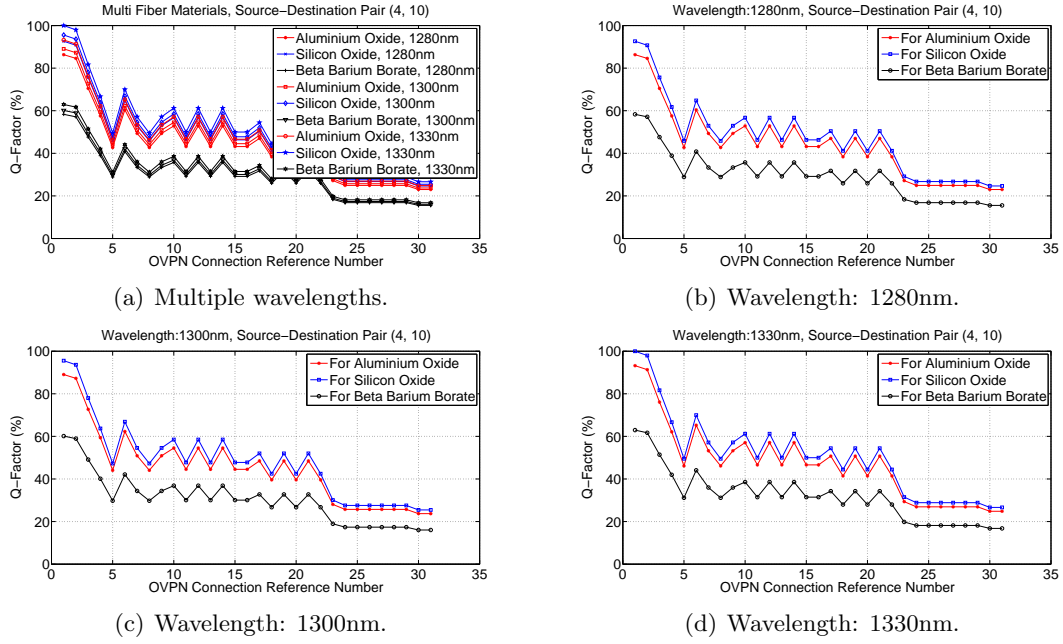 Multi Fiber Materials, Source−Destination Pair (4, 10)
Q−Factor (%)
100
80
60
40
20
0
Aluminium Oxide, 1280nm
Silicon Oxide, 1280nm
Beta Barium Borate, 1280nm
Aluminium Oxide, 1300nm
Silicon Oxide, 1300nm
Beta Barium Borate, 1300nm
Aluminium Oxide, 1330nm
Silicon Oxide, 1330nm
Beta Barium Borate, 1330nm
0 5 10 15 20 25 30 35
OVPN Connection Reference Number
(a) Multiple wavelengths.
Wavelength:1280nm, Source−Destination Pair (4, 10)
Q−Factor (%)
100
80
60
40
20
0
For Aluminium Oxide
For Silicon Oxide
For Beta Barium Borate
0 5 10 15 20 25 30 35
OVPN Connection Reference Number
(b) Wavelength: 1280nm.
Wavelength:1300nm, Source−Destination Pair (4, 10)
Q−Factor (%)
100
80
60
40
20
0
For Aluminium Oxide
For Silicon Oxide
For Beta Barium Borate
0 5 10 15 20 25 30 35
OVPN Connection Reference Number
(c) Wavelength: 1300nm.
Wavelength:1330nm, Source−Destination Pair (4, 10)
Q−Factor (%)
100
80
60
40
20
0
For Aluminium Oxide
For Silicon Oxide
For Beta Barium Borate
0 5 10 15 20 25 30 35
OVPN Connection Reference Number
(d) Wavelength: 1330nm.